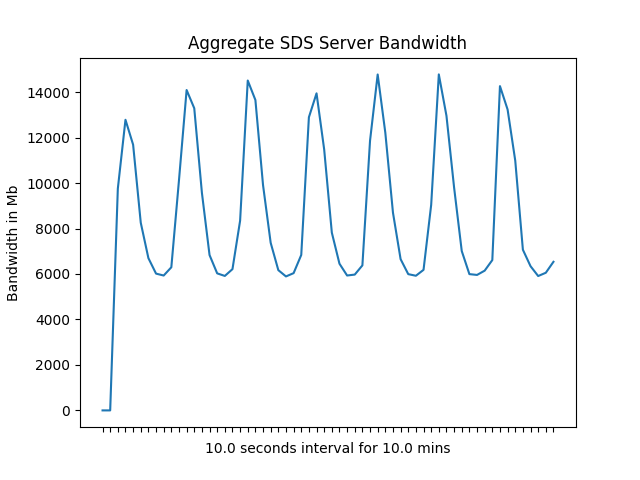 Aggregate SDS Server Bandwidth
14000
12000
10000
8000
6000
4000
2000
0
Bandwidth in Mb
10.0 seconds interval for 10.0 mins